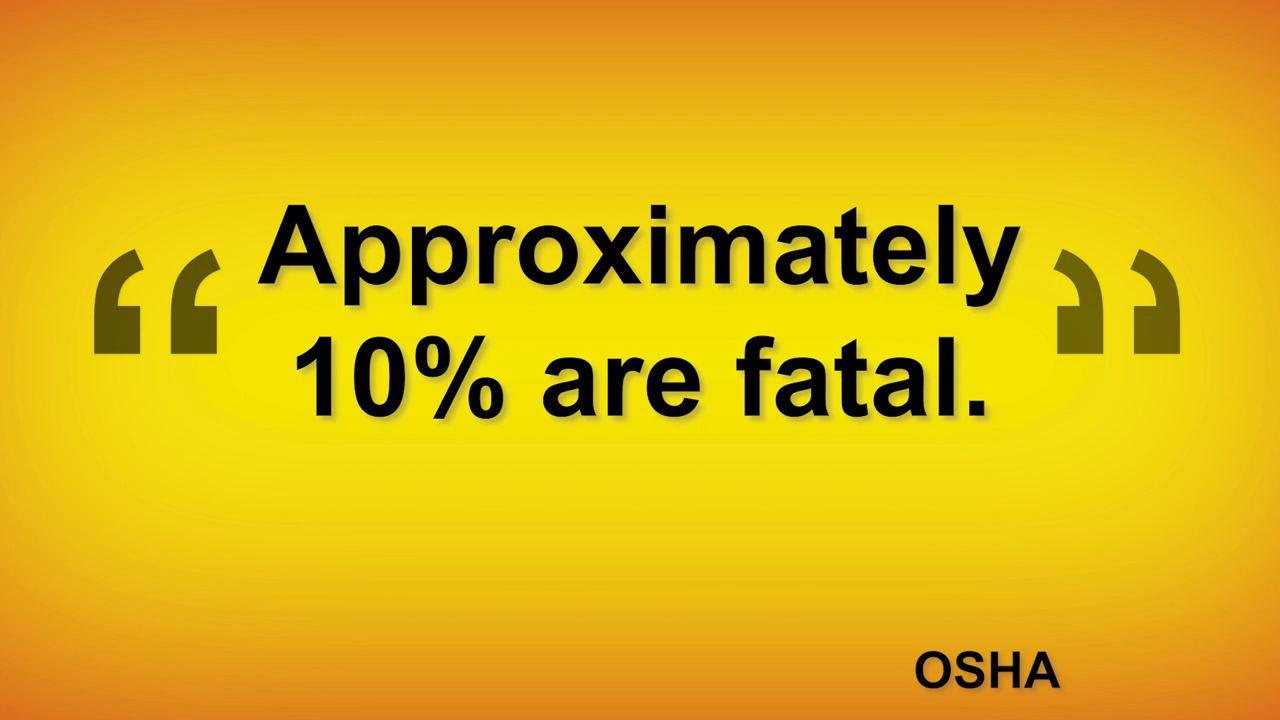 “ Approximately ”
10% are fatal.
OSHA